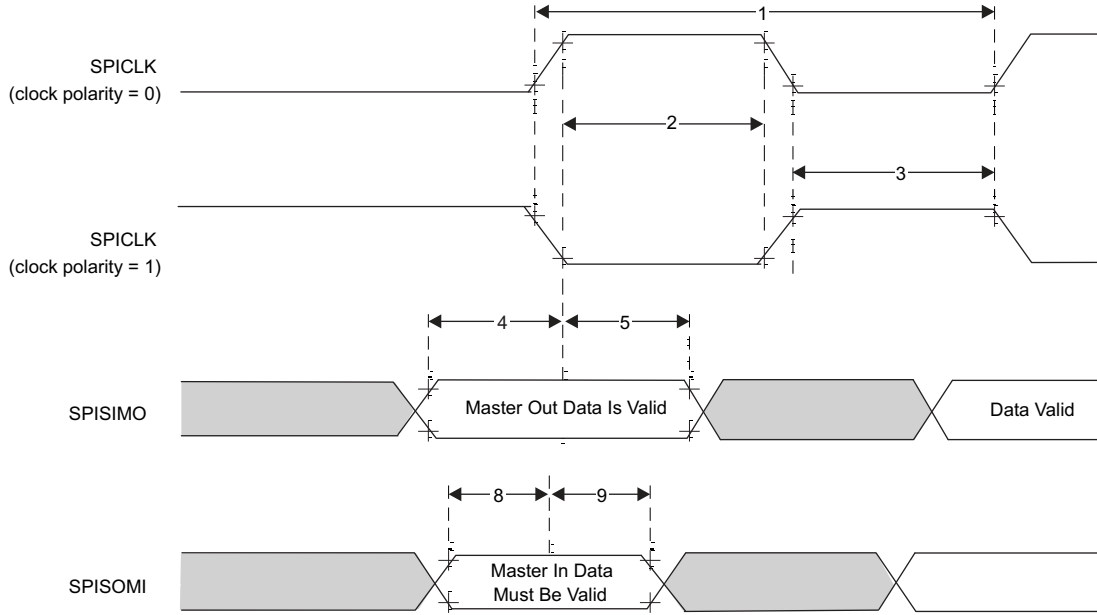 1
SPICLK
(clock polarity = 0)
2
3
SPICLK
(clock polarity = 1)
4
5
SPISIMO
Master Out Data Is Valid
Data Valid
8
9
SPISOMI
Master In Data
Must Be Valid